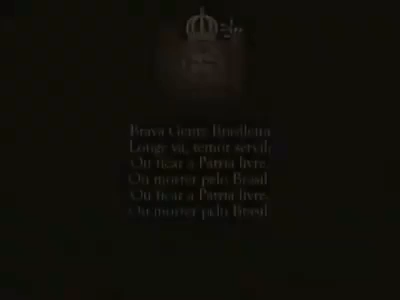 Brava Gente Brasileira
Longe vá, temor servil:
Ou ficar a Pátria livre,
Ou morrer pelo Brasil.
Ou ficar a Pátria livre,
Ou morrer pelo Brasil.